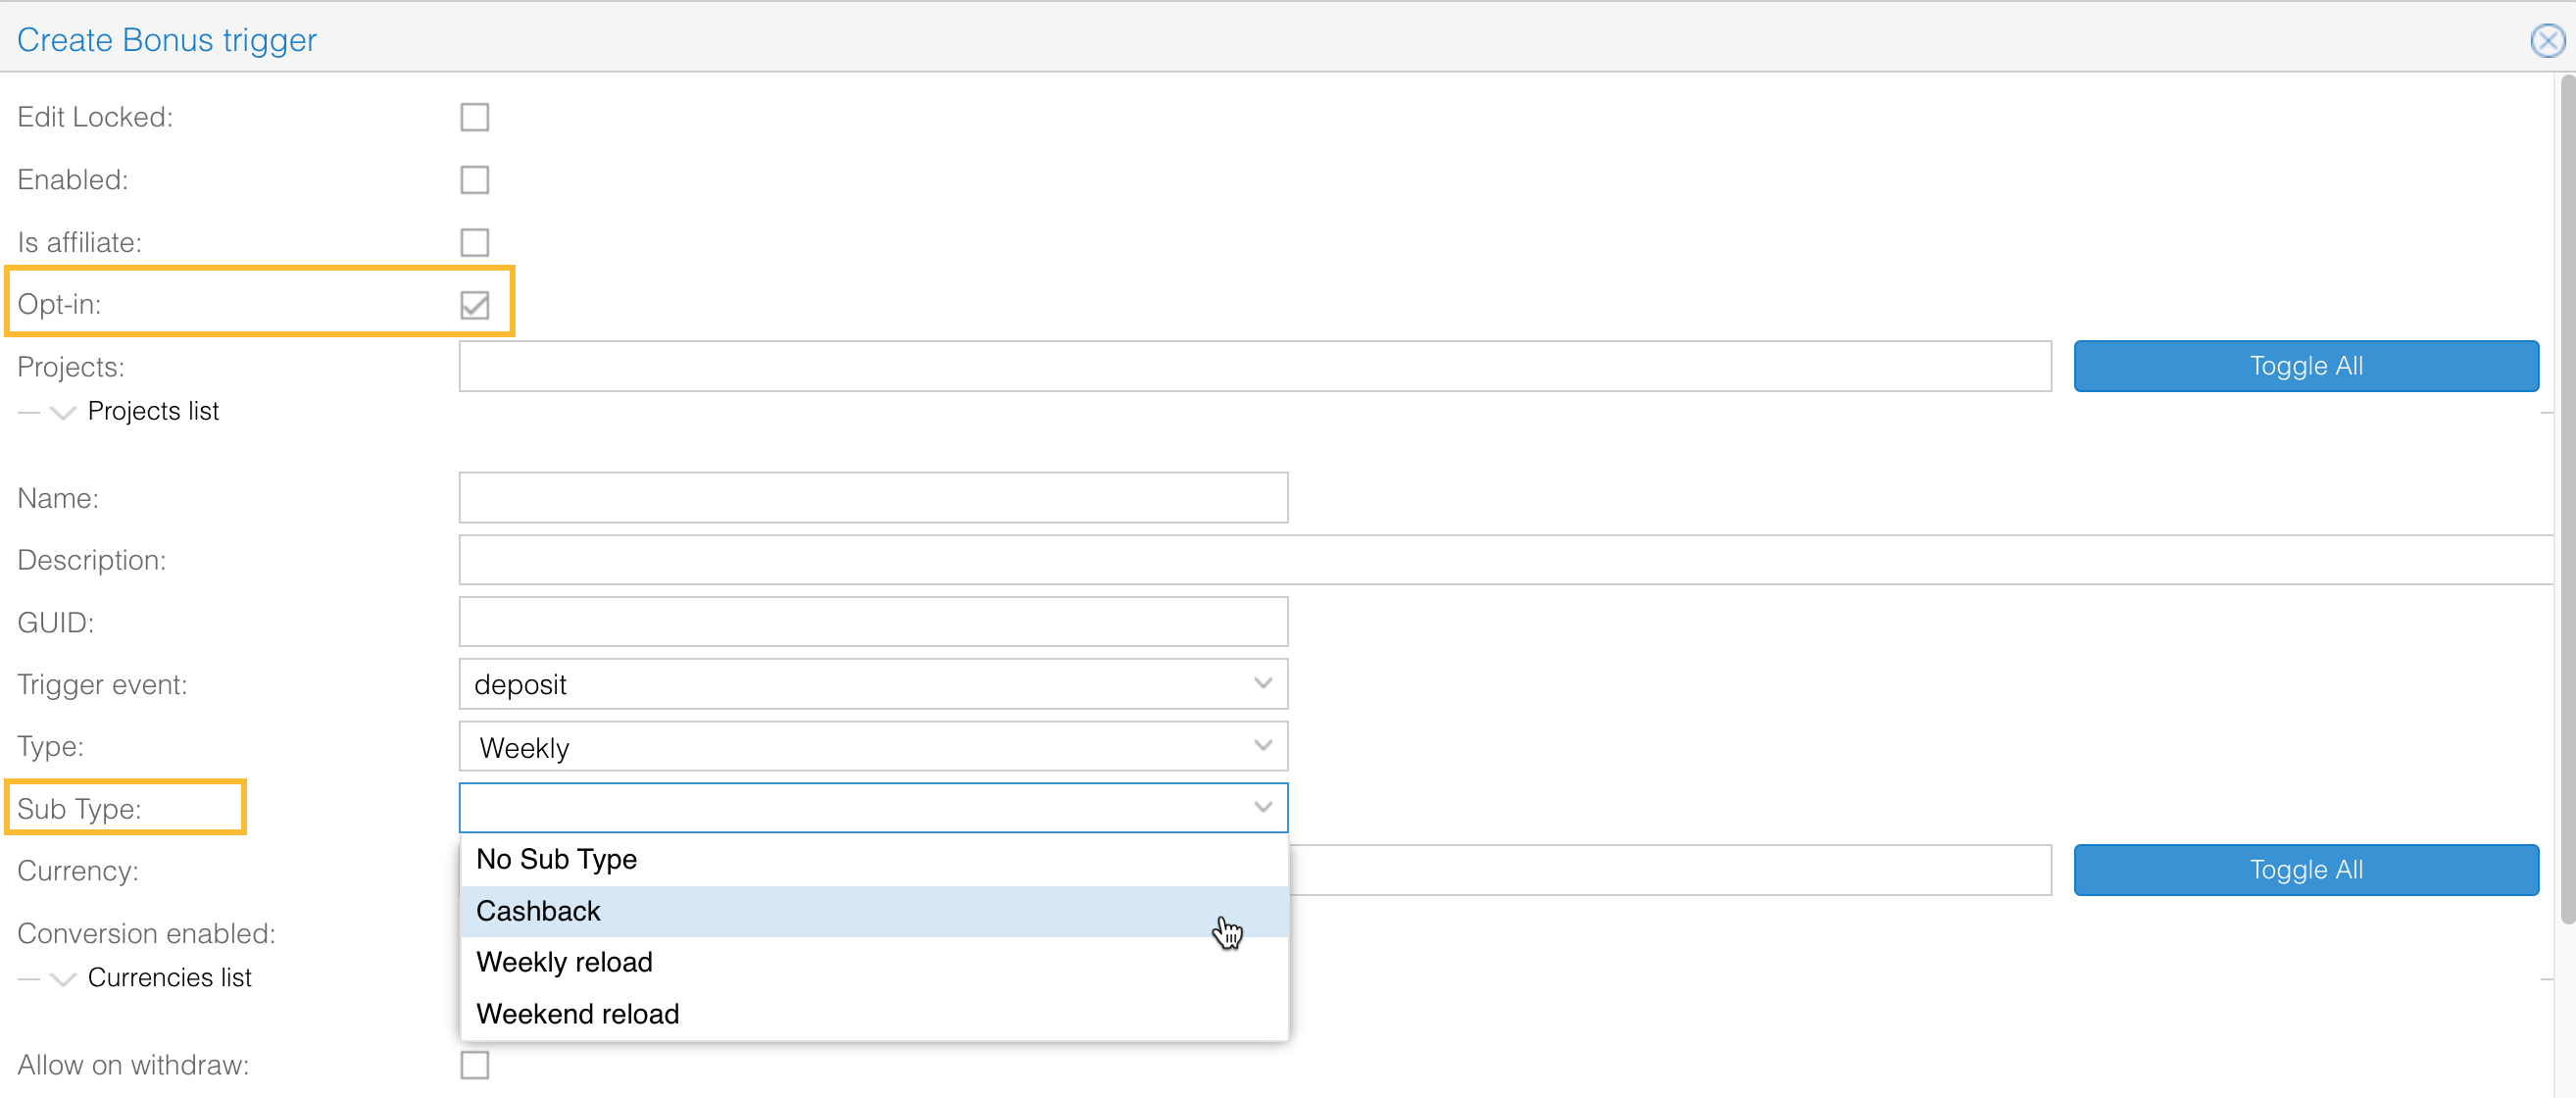 Create Bonus trigger
Edit Locked:
Enabled:
Is affiliate:
Opt-in:
Projects: Toggle All
Projects list
Name:
Description:
GUID:
Trigger event: deposit
Type: Weekly
Sub Type:
No Sub Type
Currency: Toggle All
Cashback
Conversion enabled:
Weekly reload
Currencies list
Weekend reload
Allow on withdraw: